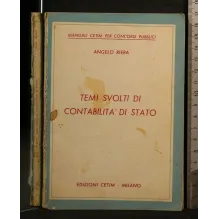 MANUALI CETIM PER CONCORSI PUBBLICI
ANGELO BERRA
TEMI SVOLTI DI
CONTABILITA' DI STATO
EDIZIONI CETIM - MILANO